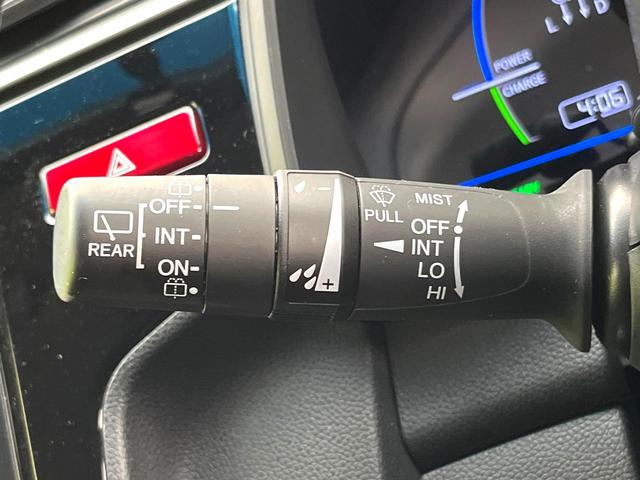 L D
POWER
CHARGE
4:06
OFF
INT
ON
REAR
-
+
PULL
MIST
OFF
INT
LO
HI